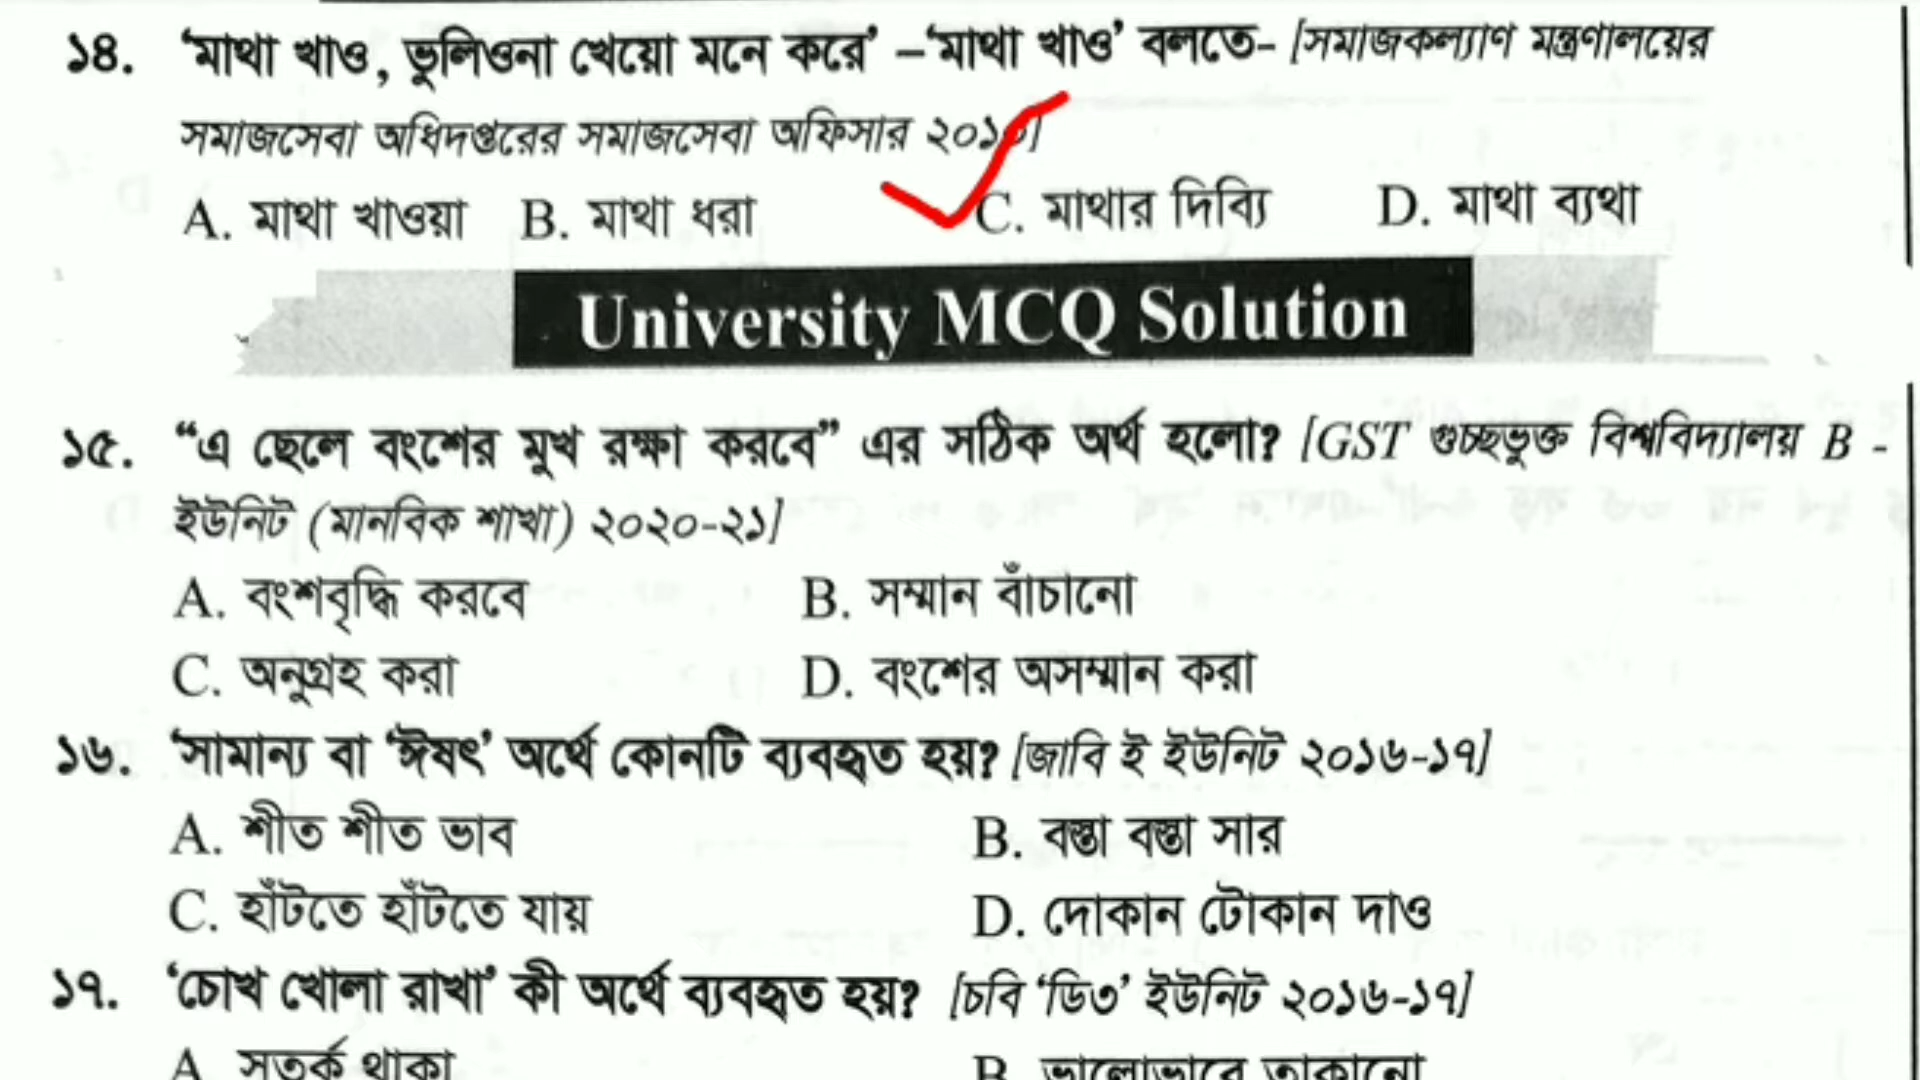 ১৪. ‘মাথা খাও, ভুলিওনা খেয়ো মনে করে’ –‘মাথা খাও’ বলতে- [সমাজকল্যাণ মন্ত্রণালয়ের
সমাজসেবা অধিদপ্তরের সমাজসেবা অফিসার
A. মাথা খাওয়া B. মাথা ধরা C. মাথার দিব্যি D. মাথা ব্যথা
University MCQ Solution
১৫. “এ ছেলে বংশের মুখ রক্ষা করবে” এর সঠিক অর্থ হলো? [GST গুচ্ছভুক্ত বিশ্ববিদ্যালয় B -
ইউনিট (মানবিক শাখা) ২০২০-২১]
A. বংশবৃদ্ধি করবে B. সম্মান বাঁচানো
C. অনুগ্রহ করা D. বংশের অসম্মান করা
১৬. ‘সামান্য বা ‘ঈষৎ’ অর্থে কোনটি ব্যবহৃত হয়? [জাবি ই ইউনিট ২০১৬-১৭]
A. শীত শীত ভাব B. বস্তা বস্তা সার
C. হাঁটতে হাঁটতে যায় D. দোকান টোকান দাও
১৭. ‘চোখ খোলা রাখা’ কী অর্থে ব্যবহৃত হয়? [চবি ‘ডি৩’ ইউনিট ২০১৬-১৭]
A. সতর্ক থাকা B. ভালোভাবে তাকানো